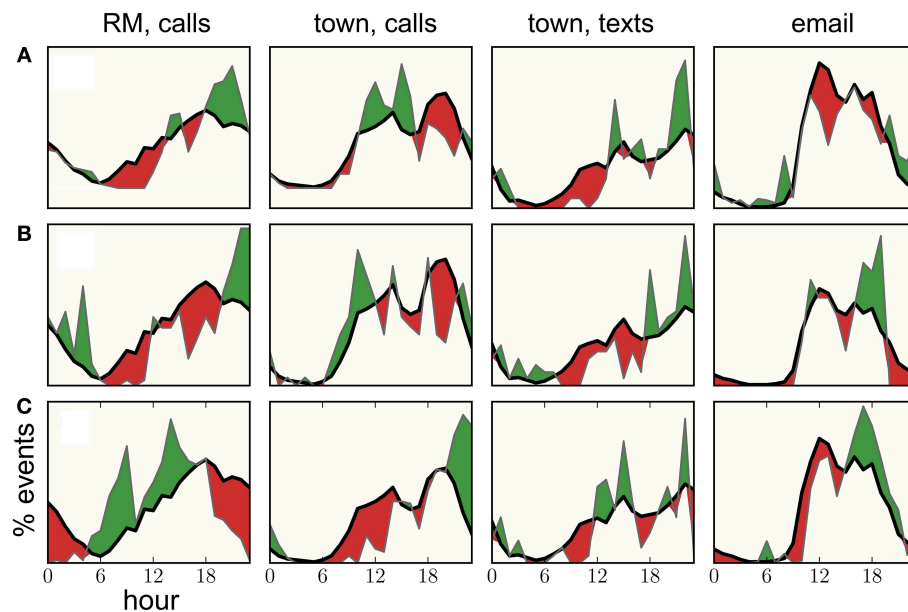 RM, calls town, calls town, texts email
A
B
C
% events
0 6 12 18 0 6 12 18 0 6 12 18 0 6 12 18
hour